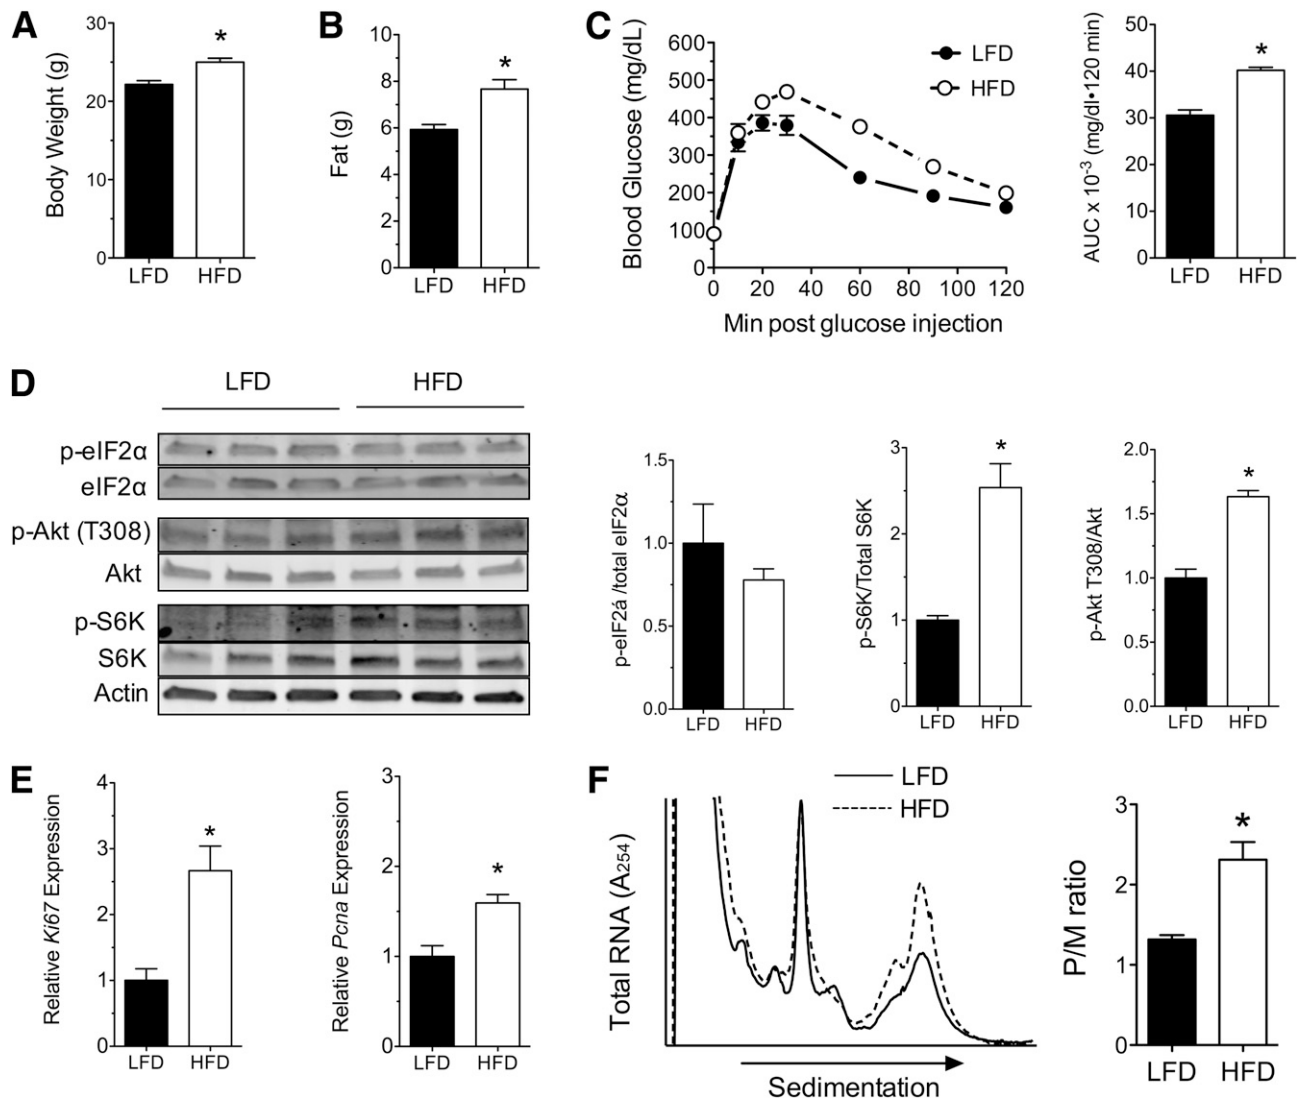 A
Body Weight (g)
30
20
10
0
*
LFD HFD
B
Fat (g)
10
8
6
4
2
0
*
LFD HFD
C
Blood Glucose (mg/dL)
600
500
400
300
200
100
0
LFD
HFD
0 20 40 60 80 100 120
Min post glucose injection
AUC x 10-3 (mg/dl•120 min)
50
40
30
20
10
0
*
LFD HFD
D
LFD HFD
p-eIF2α
eIF2α
p-Akt (T308)
Akt
p-S6K
S6K
Actin
p-eIF2á /total eIF2α
1.5
1.0
0.5
0.0
LFD HFD
p-S6K/Total S6K
3
2
1
0
*
LFD HFD
p-Akt T308/Akt
2.0
1.5
1.0
0.5
0.0
*
LFD HFD
E
Relative Ki67 Expression
4
3
2
1
0
*
LFD HFD
Relative Pcna Expression
3
2
1
0
*
LFD HFD
F
LFD
HFD
Total RNA (A254)
Sedimentation
P/M ratio
3
2
1
0
*
LFD HFD